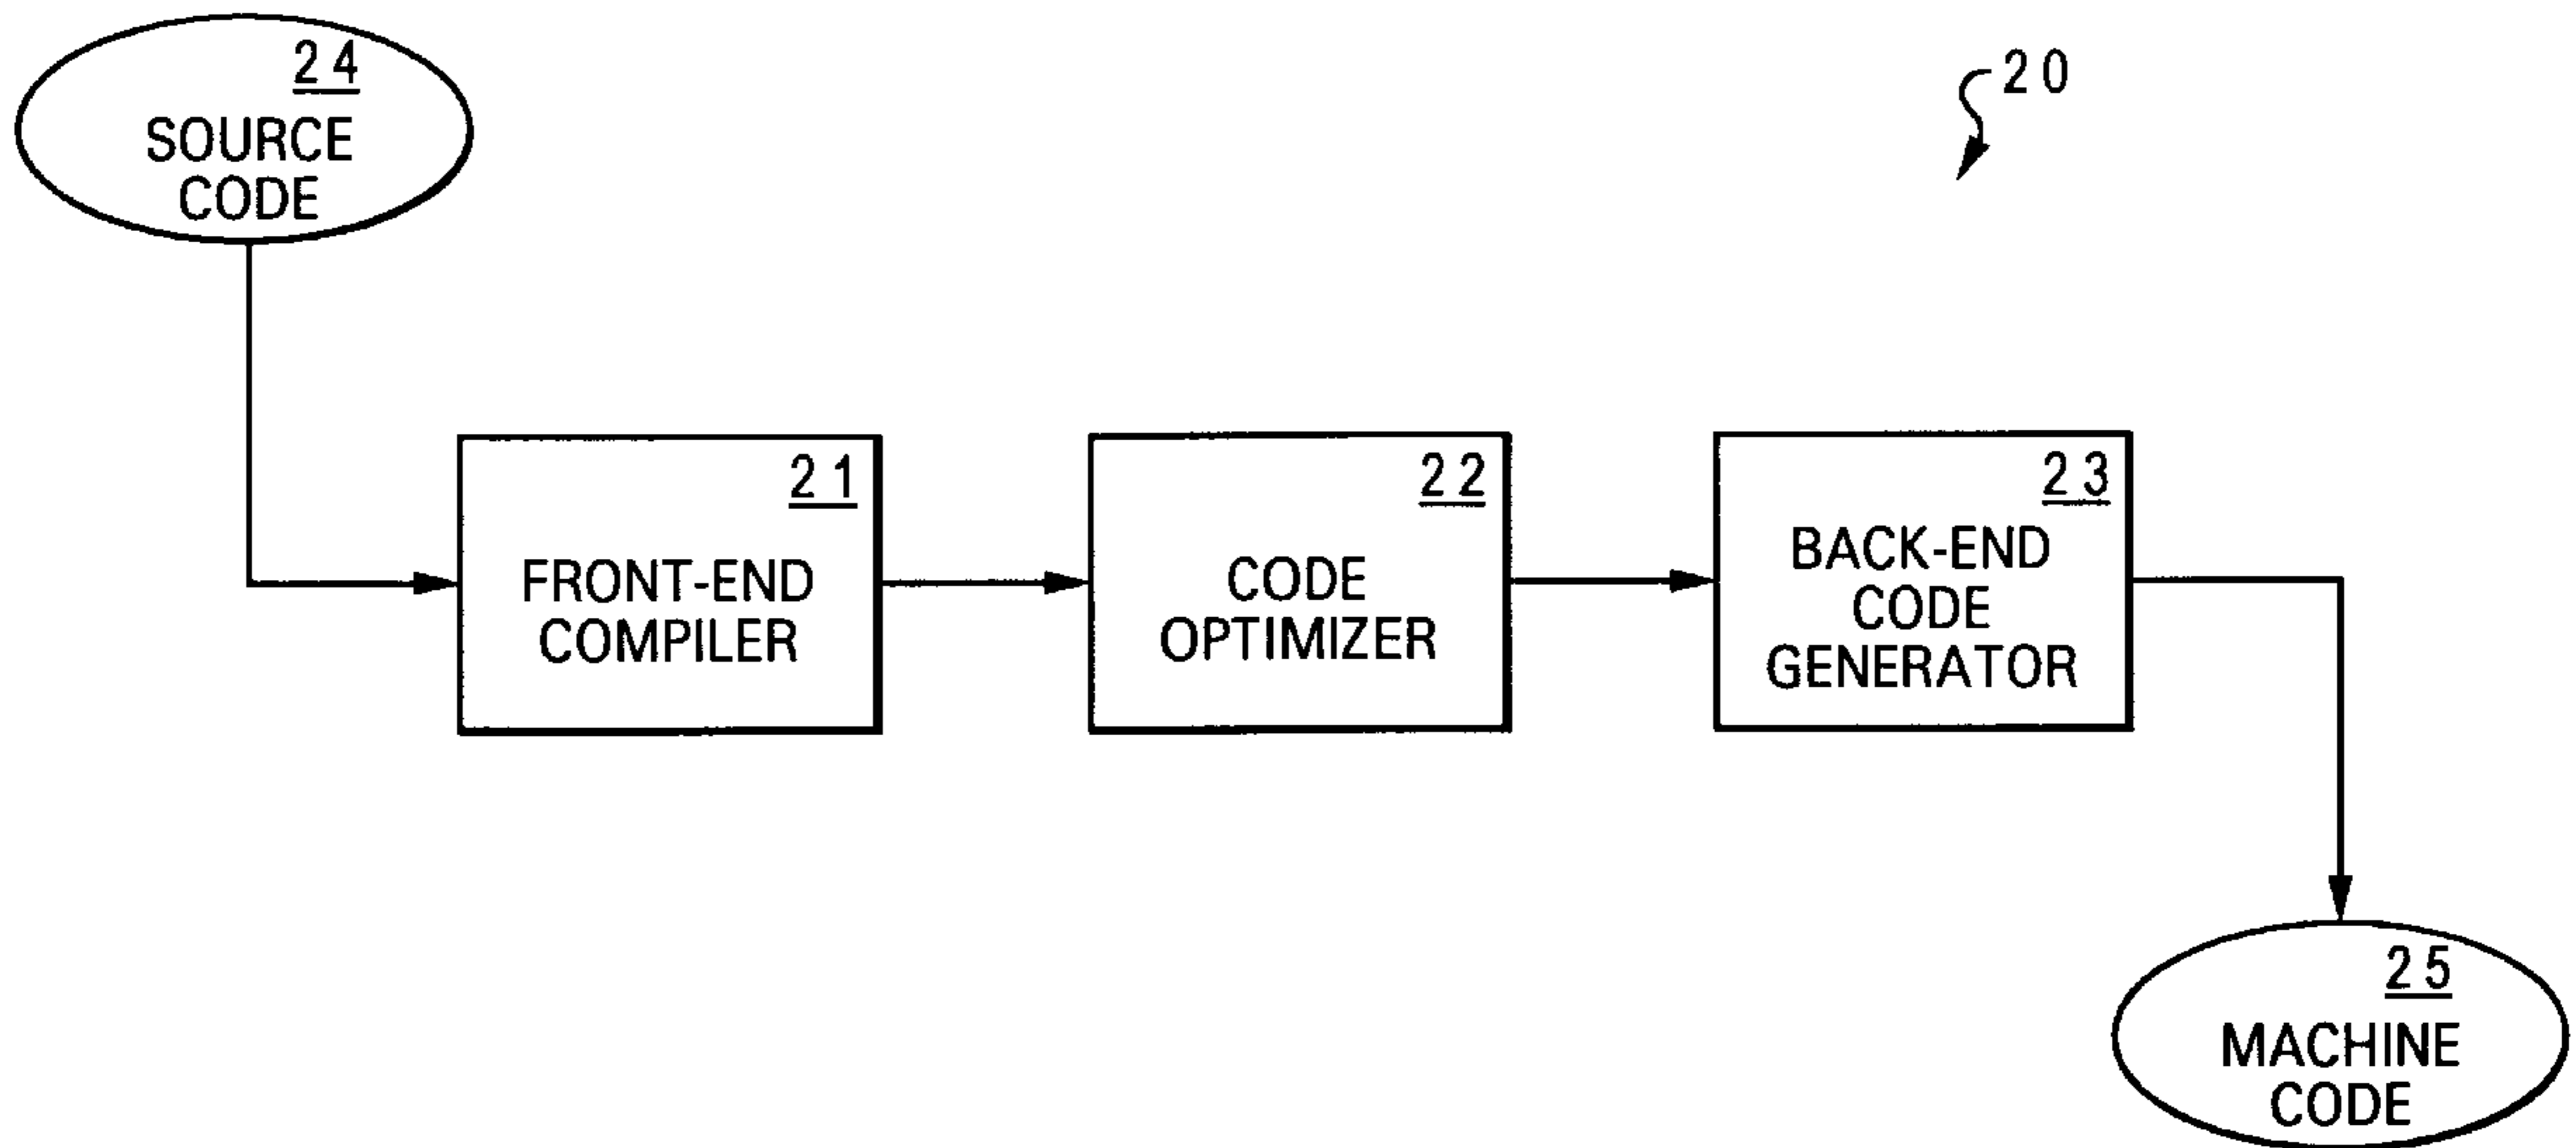 24
SOURCE
CODE
20
21
FRONT-END
COMPILER
22
CODE
OPTIMIZER
23
BACK-END
CODE
GENERATOR
25
MACHINE
CODE